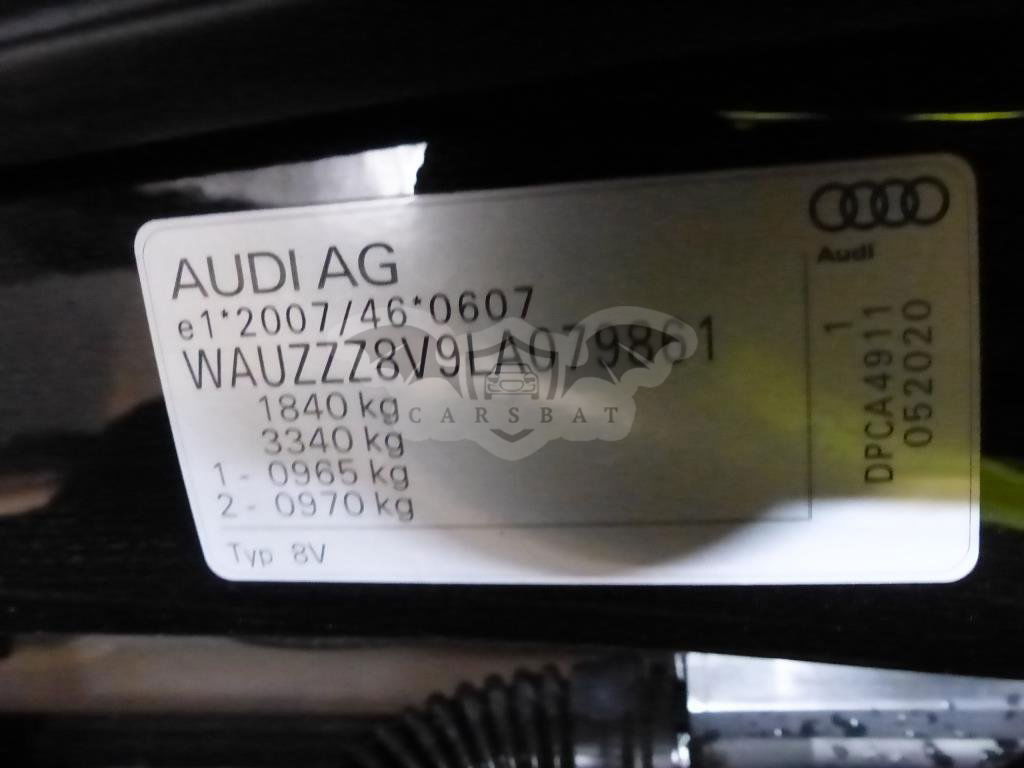 AUDI AG
e1*2007/46*0607
WAUZZZ8V9LA079861
1840 kg
3340 kg
1 - 0965 kg
2 - 0970 kg
Typ 8V
Audi
1
DPCA4911
052020
CARSBAT